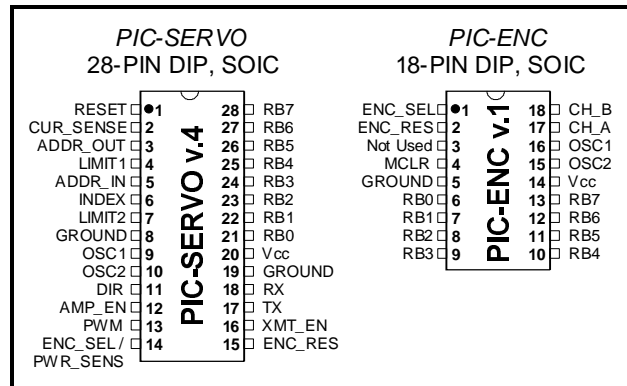 PIC-SERVO
28-PIN DIP, SOIC
RESET 1 28 RB7
CUR_SENSE 2 27 RB6
ADDR_OUT 3 26 RB5
LIMIT1 4 25 RB4
ADDR_IN 5 24 RB3
INDEX 6 23 RB2
LIMIT2 7 22 RB1
GROUND 8 21 RB0
OSC1 9 20 Vcc
OSC2 10 19 GROUND
DIR 11 18 RX
AMP_EN 12 17 TX
PWM 13 16 XMT_EN
ENC_SEL / 14 15 ENC_RES
PWR_SENS
PIC-SERVO v.4
PIC-ENC
18-PIN DIP, SOIC
ENC_SEL 1 18 CH_B
ENC_RES 2 17 CH_A
Not Used 3 16 OSC1
MCLR 4 15 OSC2
GROUND 5 14 Vcc
RB0 6 13 RB7
RB1 7 12 RB6
RB2 8 11 RB5
RB3 9 10 RB4
PIC-ENC v.1